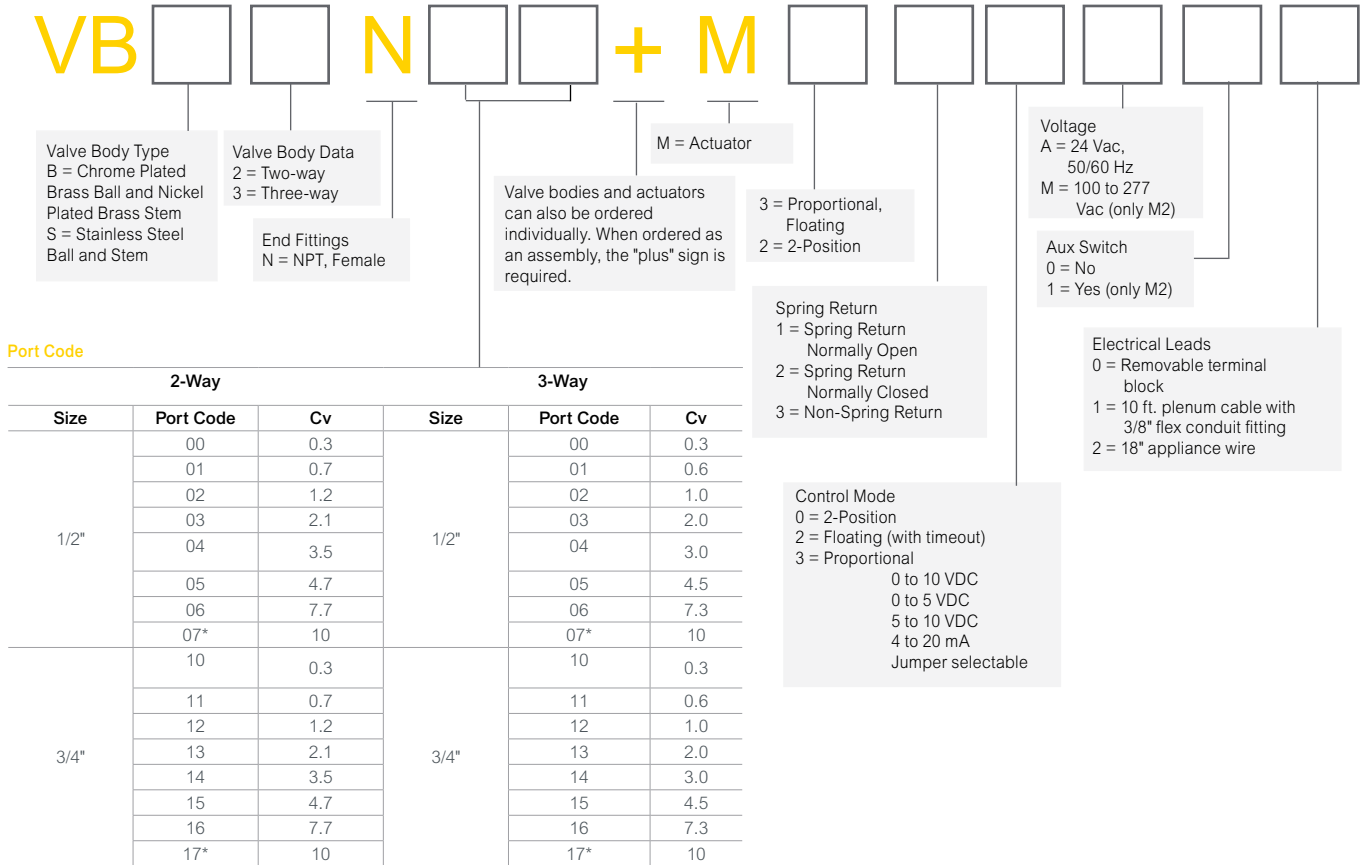 VB N + M
Valve Body Type
B = Chrome Plated
Brass Ball and Nickel
Plated Brass Stem
S = Stainless Steel
Ball and Stem
Valve Body Data
2 = Two-way
3 = Three-way
End Fittings
N = NPT, Female
Valve bodies and actuators
can also be ordered
individually. When ordered as
an assembly, the "plus" sign is
required.
M = Actuator
3 = Proportional,
Floating
2 = 2-Position
Spring Return
1 = Spring Return
Normally Open
2 = Spring Return
Normally Closed
3 = Non-Spring Return
Control Mode
0 = 2-Position
2 = Floating (with timeout)
3 = Proportional
0 to 10 VDC
0 to 5 VDC
5 to 10 VDC
4 to 20 mA
Jumper selectable
Voltage
A = 24 Vac,
50/60 Hz
M = 100 to 277
Vac (only M2)
Aux Switch
0 = No
1 = Yes (only M2)
Electrical Leads
0 = Removable terminal
block
1 = 10 ft. plenum cable with
3/8" flex conduit fitting
2 = 18" appliance wire
Port Code
2-Way 3-Way
Size Port Code Cv Size Port Code Cv
00 0.3 00 0.3
01 0.7 01 0.6
02 1.2 02 1.0
03 2.1 03 2.0
1/2" 04 3.5 1/2" 04 3.0
05 4.7 05 4.5
06 7.7 06 7.3
07* 10 07* 10
10 0.3 10 0.3
11 0.7 11 0.6
12 1.2 12 1.0
3/4" 13 2.1 3/4" 13 2.0
14 3.5 14 3.0
15 4.7 15 4.5
16 7.7 16 7.3
17* 10 17* 10